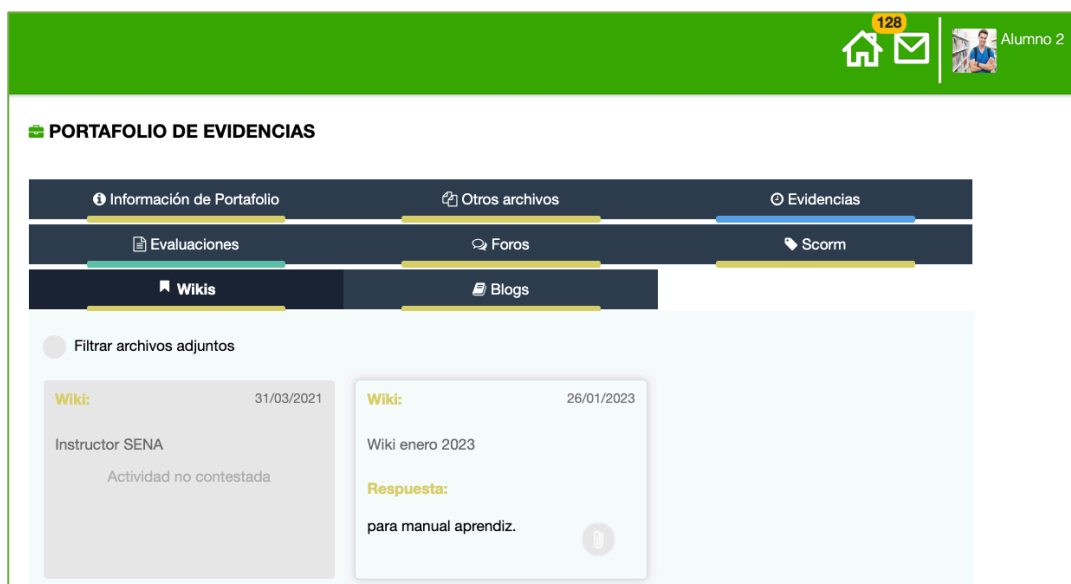 128
Alumno 2
PORTAFOLIO DE EVIDENCIAS
Información de Portafolio
Otros archivos
Evidencias
Evaluaciones
Foros
Scorm
Wikis
Blogs
Filtrar archivos adjuntos
Wiki: 31/03/2021
Instructor SENA
Actividad no contestada
Wiki: 26/01/2023
Wiki enero 2023
Respuesta:
para manual aprendiz.